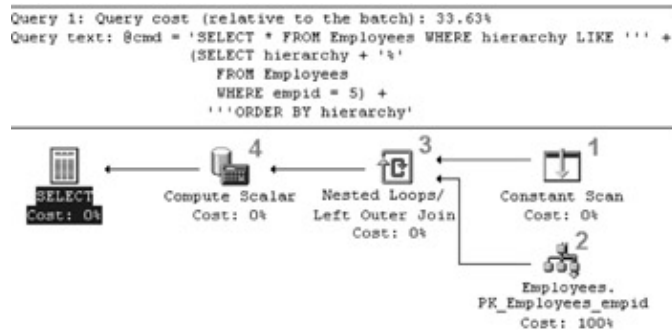 Query 1: Query cost (relative to the batch): 33.63%
Query text: @cmd = 'SELECT * FROM Employees WHERE hierarchy LIKE ''' +
(SELECT hierarchy + '%'
FROM Employees
WHERE empid = 5) +
'''ORDER BY hierarchy'
4
3
1
SELECT
Cost: 0%
Compute Scalar
Cost: 0%
Nested Loops/
Left Outer Join
Cost: 0%
Constant Scan
Cost: 0%
2
Employees.
PK_Employees_empid
Cost: 100%